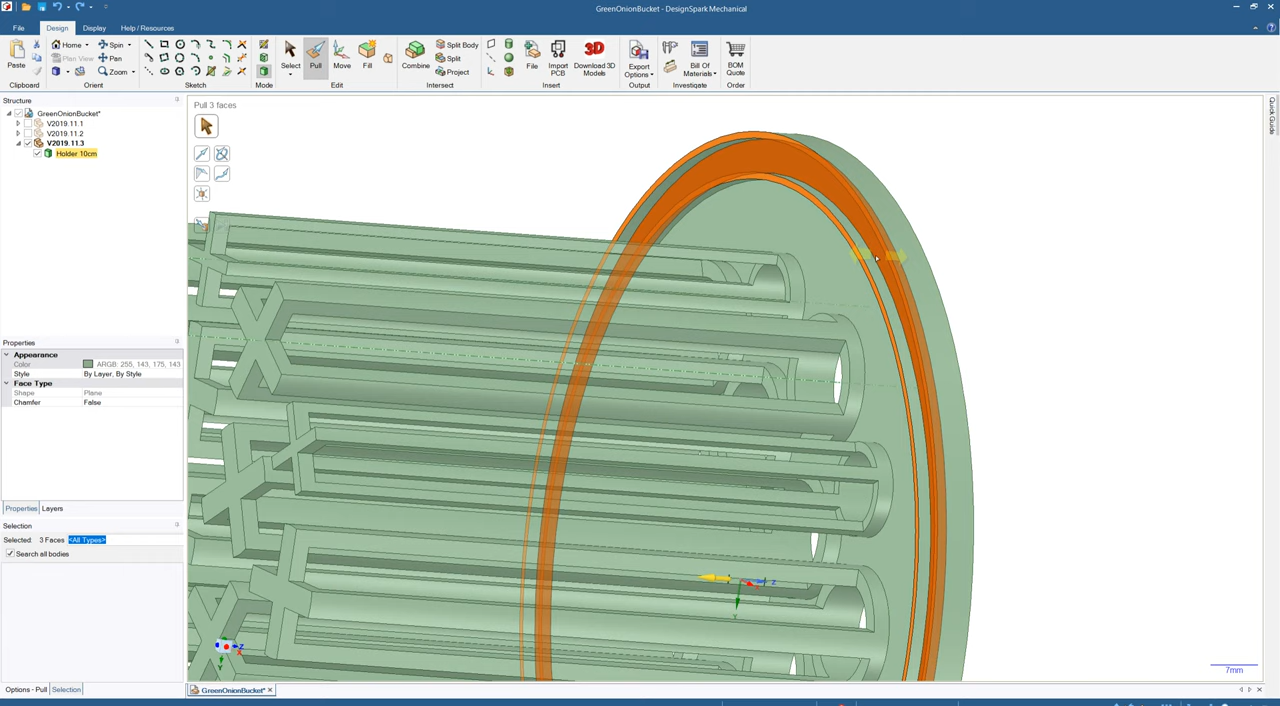 GreenOnionBucket - DesignSpark Mechanical
File Design Display Help / Resources
Paste
Clipboard
Home Spin
Plan View Pan
Zoom
Orient
Sketch
Mode
Select Pull Move Fill
Edit
Combine
Split Body
Split
Project
Intersect
File
Import PCB
Download 3D Models
Insert
Export Options
Output
Bill Of Materials
Investigate
BOM Quote
Order
Structure
GreenOnionBucket*
V2019.11.1
V2019.11.2
V2019.11.3
Holder 10cm
Pull 3 faces
Quick Guide
Properties
Appearance
Color ARGB: 255, 143, 175, 143
Style By Layer, By Style
Face Type
Shape Plane
Chamfer False
Properties Layers
Selection
Selected: 3 Faces <All Types>
Search all bodies
Z
Y
Z
X
Y
7mm
Options - Pull Selection
GreenOnionBucket*